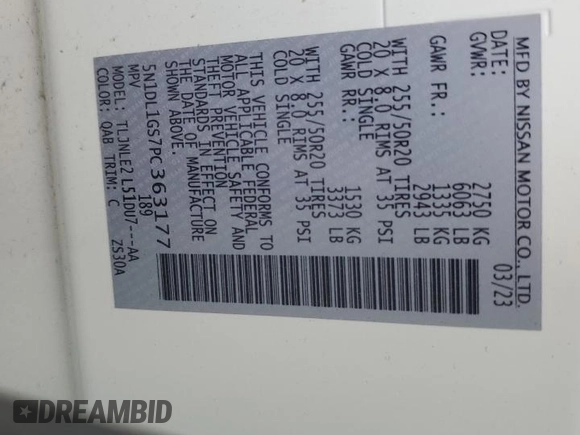 MFD BY NISSAN MOTOR CO., LTD.
DATE: 03/23
GVWR: 2750 KG
6063 LB
GAWR FR.: 1335 KG
2943 LB
WITH 255/50R20 TIRES
20 X 8.0 RIMS AT 35 PSI
COLD SINGLE
GAWR RR.: 1530 KG
3373 LB
WITH 255/50R20 TIRES
20 X 8.0 RIMS AT 35 PSI
COLD SINGLE
THIS VEHICLE CONFORMS TO
ALL APPLICABLE FEDERAL
MOTOR VEHICLE SAFETY AND
THEFT PREVENTION
STANDARDS IN EFFECT ON
THE DATE OF MANUFACTURE
SHOWN ABOVE.
5N1DL1GS7PC363177
MPV 189
MODEL: TLJNLE2L51DU7---AA
COLOR: QAB TRIM: C ZS30A
DREAMBID